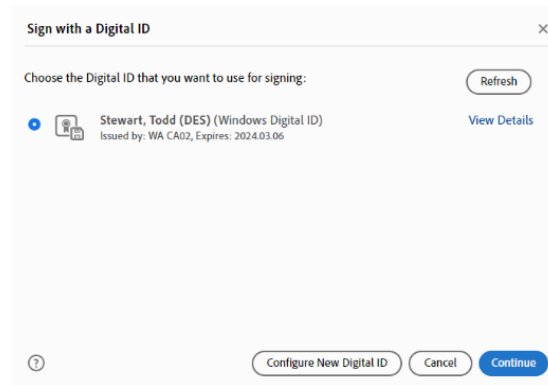 Sign with a Digital ID
Choose the Digital ID that you want to use for signing:
Refresh
Stewart, Todd (DES) (Windows Digital ID)
View Details
Issued by: WA CA02, Expires: 2024.03.06
?
Configure New Digital ID
Cancel
Continue